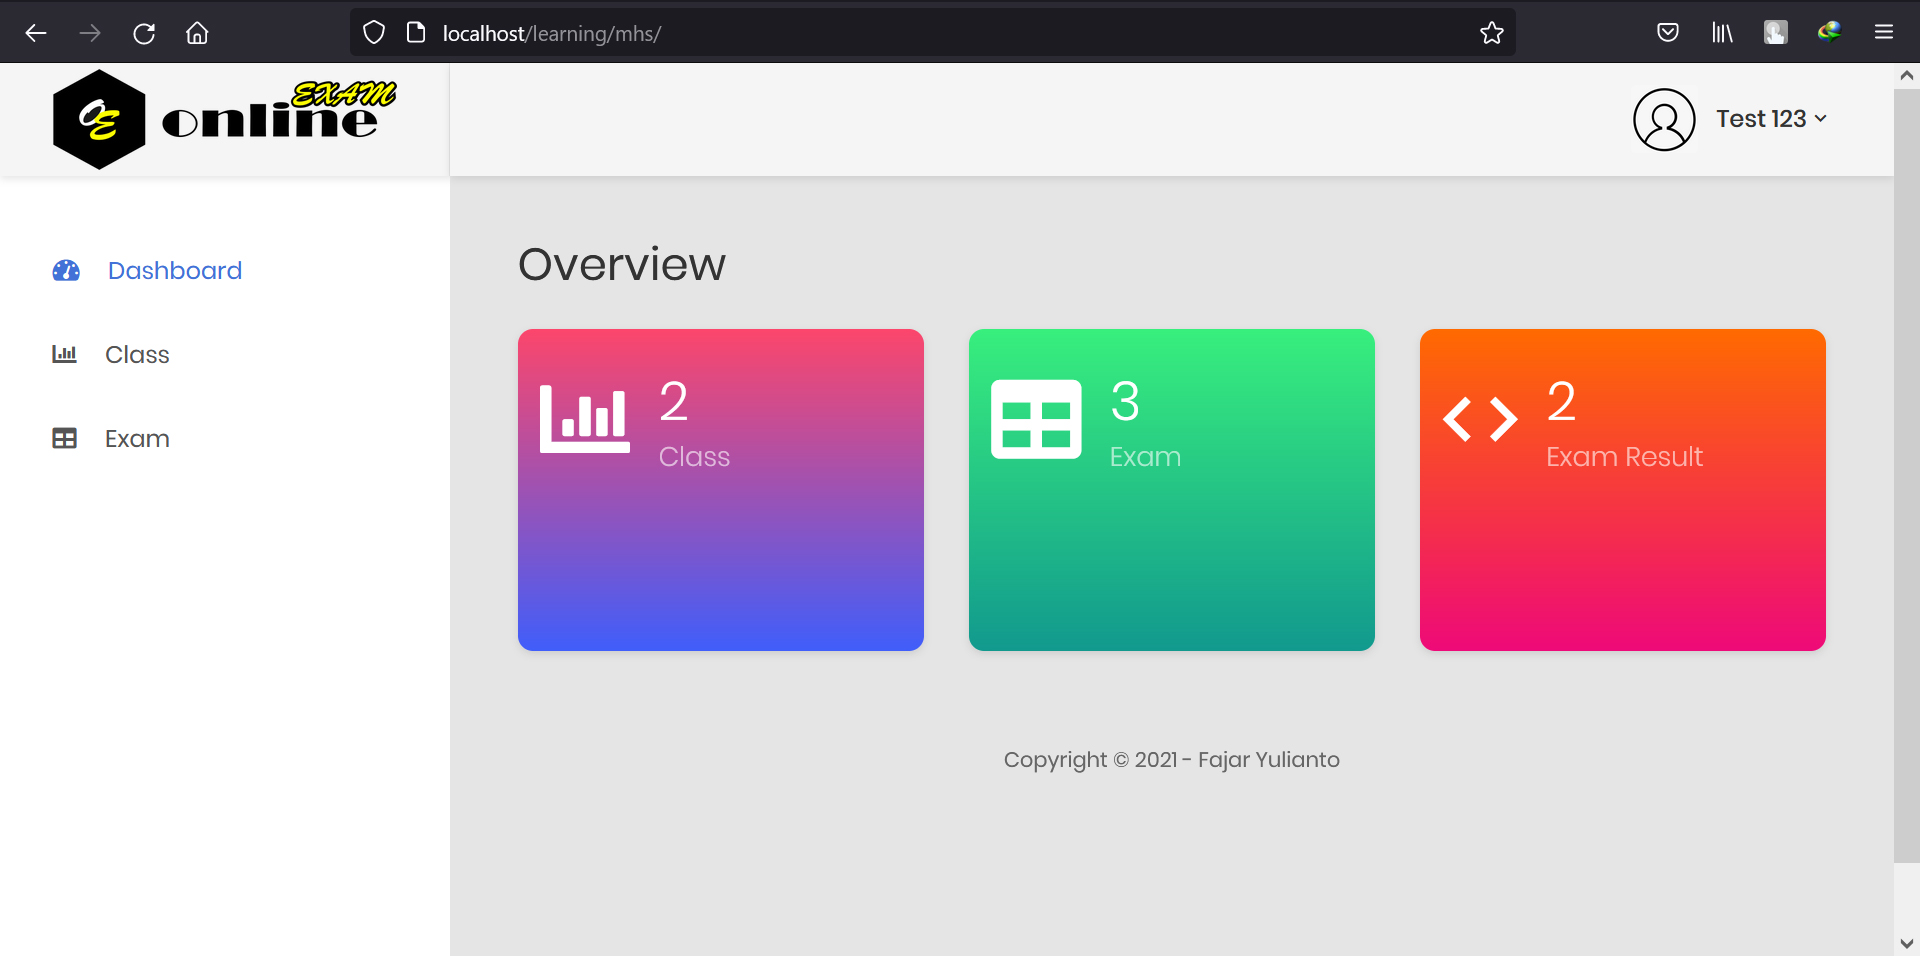 localhost/learning/mhs/
OE
EXAM
online
Test 123
Dashboard
Class
Exam
Overview
2
Class
3
Exam
2
Exam Result
Copyright © 2021 - Fajar Yulianto